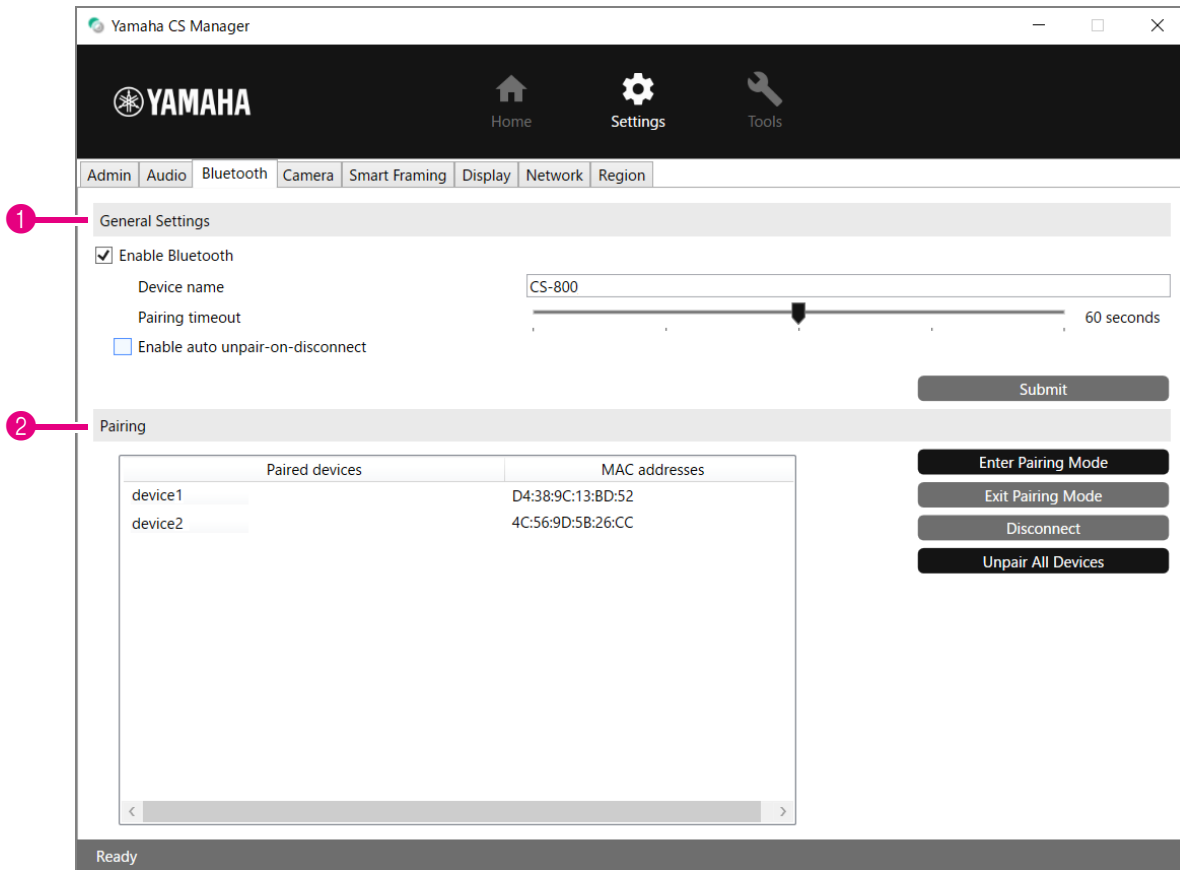 Yamaha CS Manager
YAMAHA
Home Settings Tools
Admin Audio Bluetooth Camera Smart Framing Display Network Region
1 General Settings
Enable Bluetooth
Device name CS-800
Pairing timeout 60 seconds
Enable auto unpair-on-disconnect
Submit
2 Pairing
Paired devices MAC addresses
device1 D4:38:9C:13:BD:52
device2 4C:56:9D:5B:26:CC
Enter Pairing Mode
Exit Pairing Mode
Disconnect
Unpair All Devices
Ready